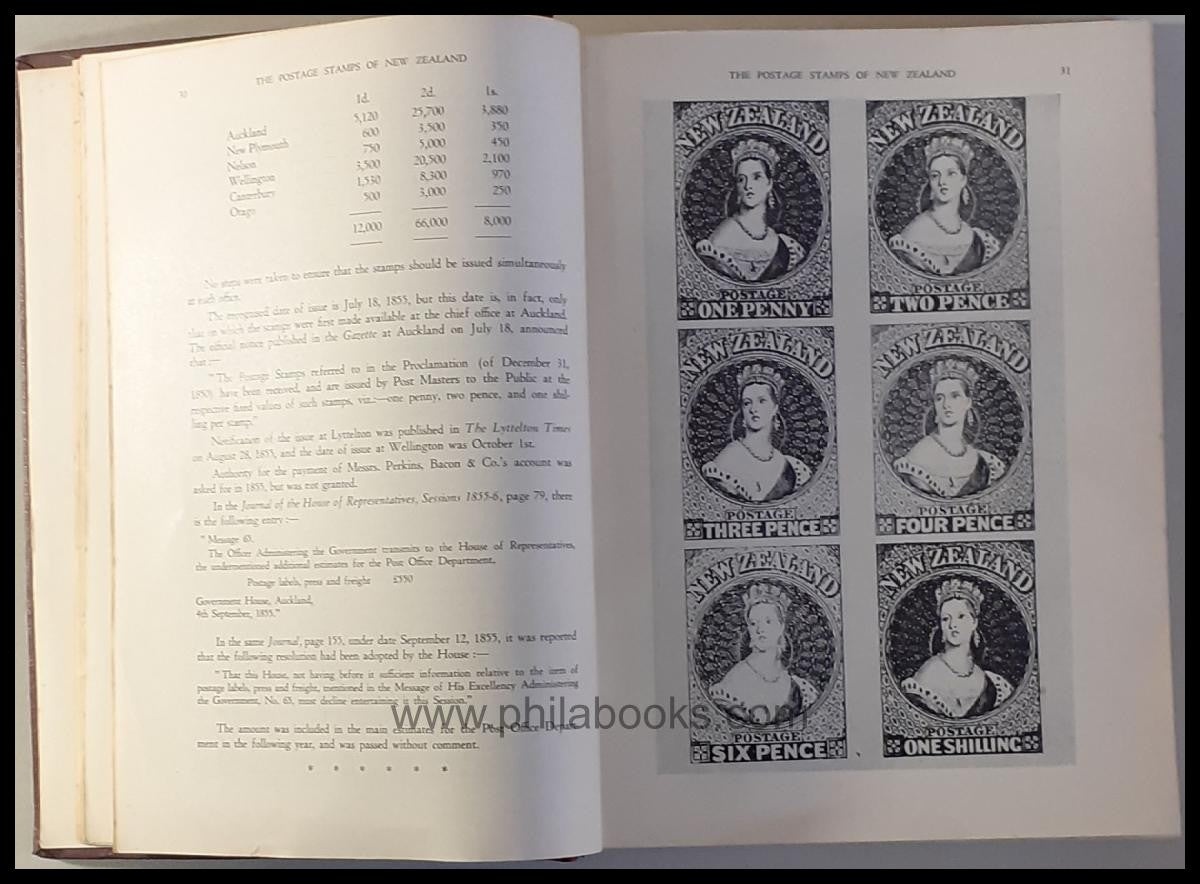 30 THE POSTAGE STAMPS OF NEW ZEALAND
1d. 2d. 1s.
Auckland 5,120 25,700 3,880
New Plymouth 600 3,500 350
Nelson 750 5,000 450
Wellington 3,500 20,500 2,100
Canterbury 1,530 8,300 970
Otago 500 3,000 250
12,000 66,000 8,000
No steps were taken to ensure that the stamps should be issued simultaneously
at each office.
The recognised date of issue is July 18, 1855, but this date is, in fact, only
that on which the stamps were first made available at the chief office at Auckland.
The official notice published in the Gazette at Auckland on July 18, announced
that :—
"The Postage Stamps referred to in the Proclamation (of December 31,
1850) have been received, and are issued by Post Masters to the Public at the
respective fixed values of such stamps, viz.:—one penny, two pence, and one shil-
ling per stamp."
Notification of the issue at Lyttelton was published in The Lyttelton Times
on August 28, 1855, and the date of issue at Wellington was October 1st.
Authority for the payment of Messrs. Perkins, Bacon & Co.'s account was
asked for in 1855, but was not granted.
In the Journal of the House of Representatives, Sessions 1855-6, page 79, there
is the following entry :—
" Message 63.
The Officer Administering the Government transmits to the House of Representatives,
the undermentioned additional estimates for the Post Office Department,
Postage labels, press and freight £550
Government House, Auckland,
4th September, 1855."
In the same Journal, page 155, under date September 12, 1855, it was reported
that the following resolution had been adopted by the House :—
"That this House, not having before it sufficient information relative to the item of
postage labels, press and freight, mentioned in the Message of His Excellency Administering
the Government, No. 63, must decline entertaining it this Session."
The amount was included in the main estimates for the Post Office Depart-
ment in the following year, and was passed without comment.
* * * * * *
THE POSTAGE STAMPS OF NEW ZEALAND 31
NEW ZEALAND
POSTAGE
ONE PENNY
NEW ZEALAND
POSTAGE
TWO PENCE
NEW ZEALAND
POSTAGE
THREE PENCE
NEW ZEALAND
POSTAGE
FOUR PENCE
NEW ZEALAND
POSTAGE
SIX PENCE
NEW ZEALAND
POSTAGE
ONE SHILLING
www.philabooks.com